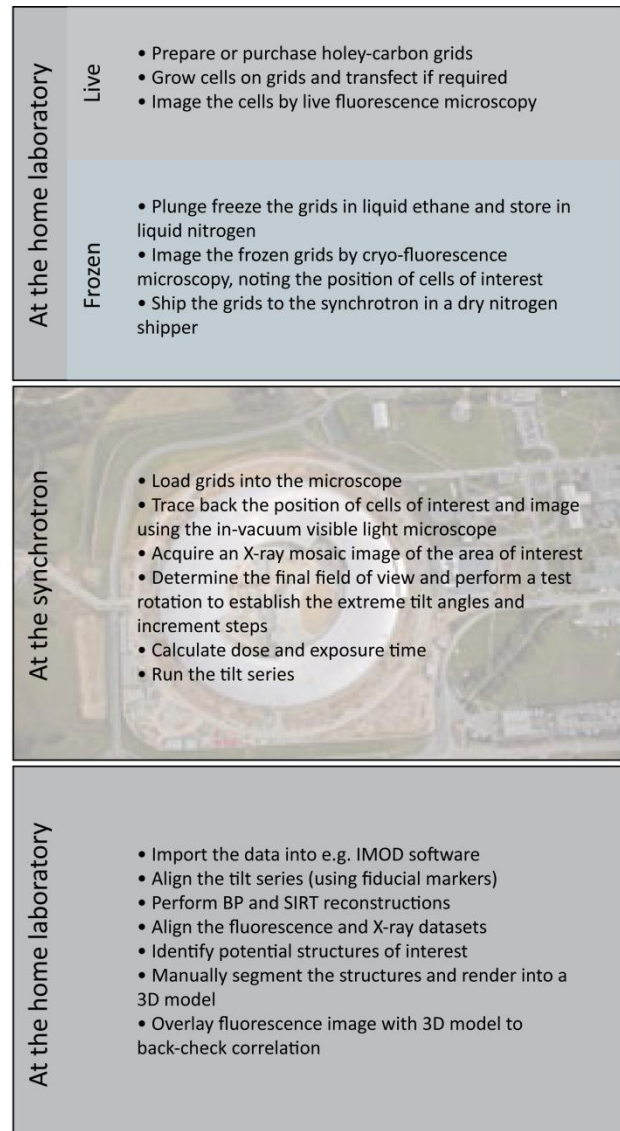 At the home laboratory
Live
• Prepare or purchase holey-carbon grids
• Grow cells on grids and transfect if required
• Image the cells by live fluorescence microscopy
Frozen
• Plunge freeze the grids in liquid ethane and store in
liquid nitrogen
• Image the frozen grids by cryo-fluorescence
microscopy, noting the position of cells of interest
• Ship the grids to the synchrotron in a dry nitrogen
shipper
At the synchrotron
• Load grids into the microscope
• Trace back the position of cells of interest and image
using the in-vacuum visible light microscope
• Acquire an X-ray mosaic image of the area of interest
• Determine the final field of view and perform a test
rotation to establish the extreme tilt angles and
increment steps
• Calculate dose and exposure time
• Run the tilt series
At the home laboratory
• Import the data into e.g. IMOD software
• Align the tilt series (using fiducial markers)
• Perform BP and SIRT reconstructions
• Align the fluorescence and X-ray datasets
• Identify potential structures of interest
• Manually segment the structures and render into a
3D model
• Overlay fluorescence image with 3D model to
back-check correlation